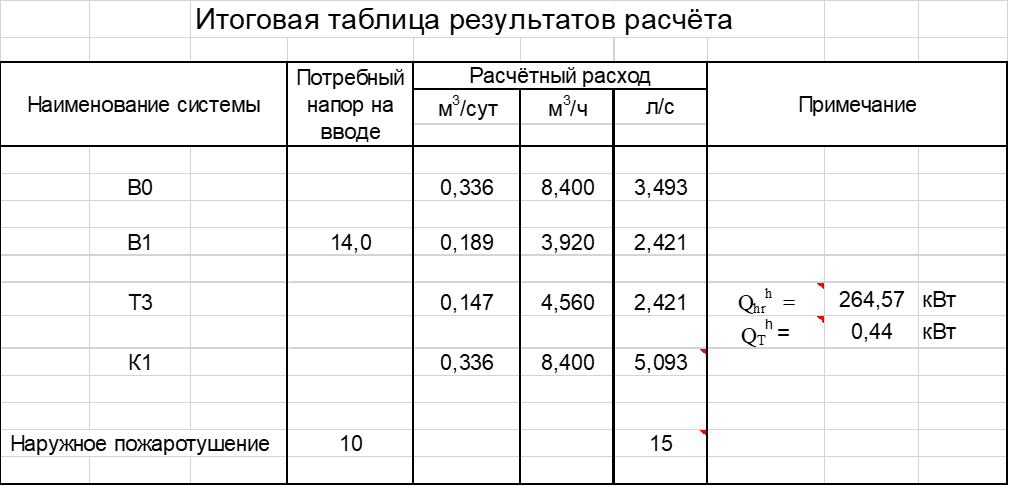 Итоговая таблица результатов расчёта
Наименование системы Потребный напор на вводе Расчётный расход Примечание
м³/сут м³/ч л/с
В0 0,336 8,400 3,493
В1 14,0 0,189 3,920 2,421
Т3 0,147 4,560 2,421 Qhr^h = 264,57 кВт
QT^h = 0,44 кВт
К1 0,336 8,400 5,093
Наружное пожаротушение 10 15